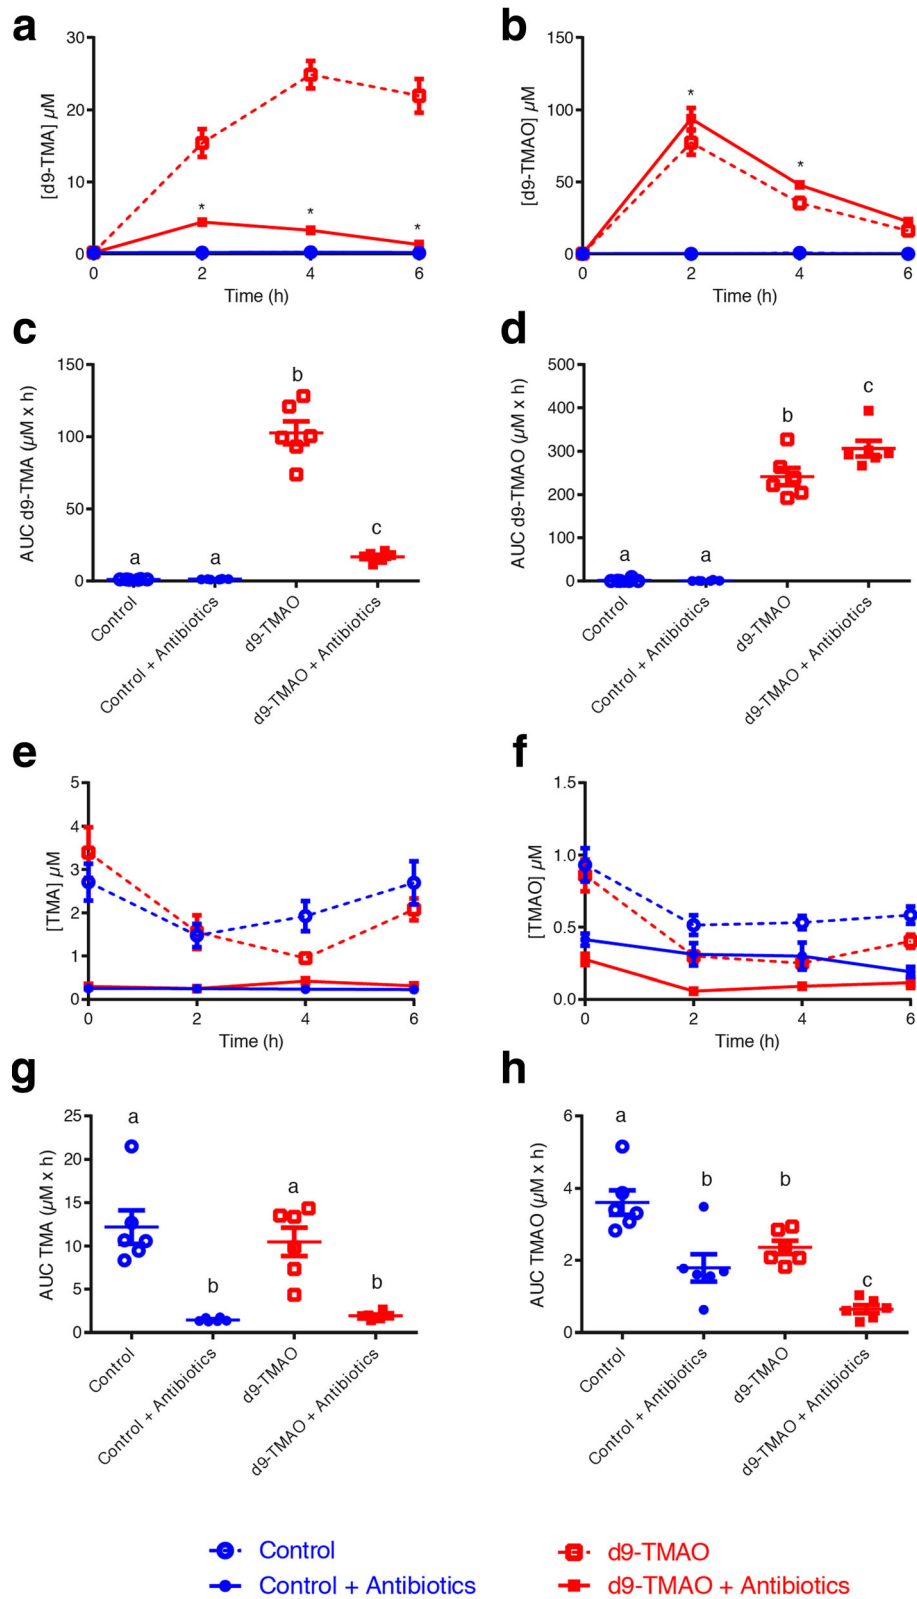 a
30
20
10
0
[d9-TMA] µM
*
*
*
0 2 4 6
Time (h)
b
150
100
50
0
[d9-TMAO] µM
*
*
0 2 4 6
Time (h)
c
150
100
50
0
AUC d9-TMA (µM x h)
a a b c
Control
Control + Antibiotics
d9-TMAO
d9-TMAO + Antibiotics
d
500
400
300
200
100
0
AUC d9-TMAO (µM x h)
a a b c
Control
Control + Antibiotics
d9-TMAO
d9-TMAO + Antibiotics
e
5
4
3
2
1
0
[TMA] µM
0 2 4 6
Time (h)
f
1.5
1.0
0.5
0.0
[TMAO] µM
0 2 4 6
Time (h)
g
25
20
15
10
5
0
AUC TMA (µM x h)
a b a b
Control
Control + Antibiotics
d9-TMAO
d9-TMAO + Antibiotics
h
6
4
2
0
AUC TMAO (µM x h)
a b b c
Control
Control + Antibiotics
d9-TMAO
d9-TMAO + Antibiotics
Control
Control + Antibiotics
d9-TMAO
d9-TMAO + Antibiotics